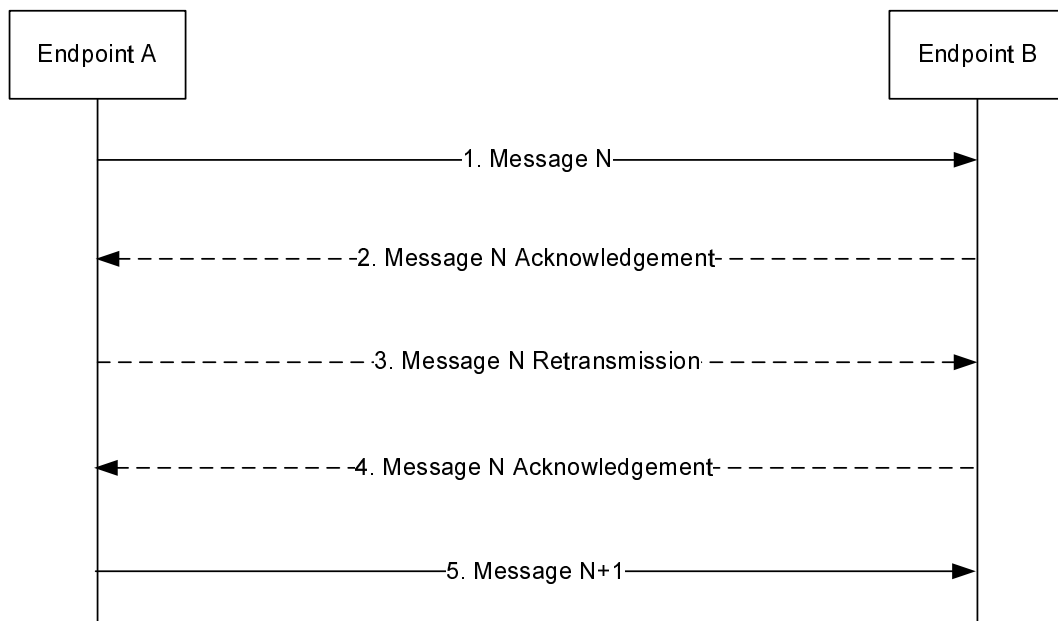 Endpoint A
Endpoint B
1. Message N
2. Message N Acknowledgement
3. Message N Retransmission
4. Message N Acknowledgement
5. Message N+1